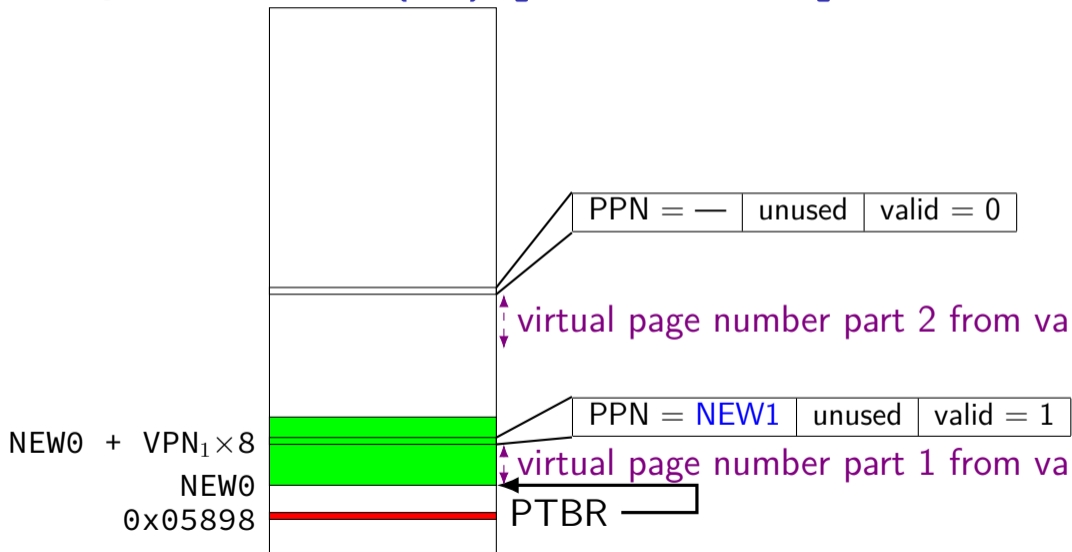 PPN = — unused valid = 0
virtual page number part 2 from va
PPN = NEW1 unused valid = 1
NEW0 + VPN₁×8
virtual page number part 1 from va
NEW0
PTBR
0x05898